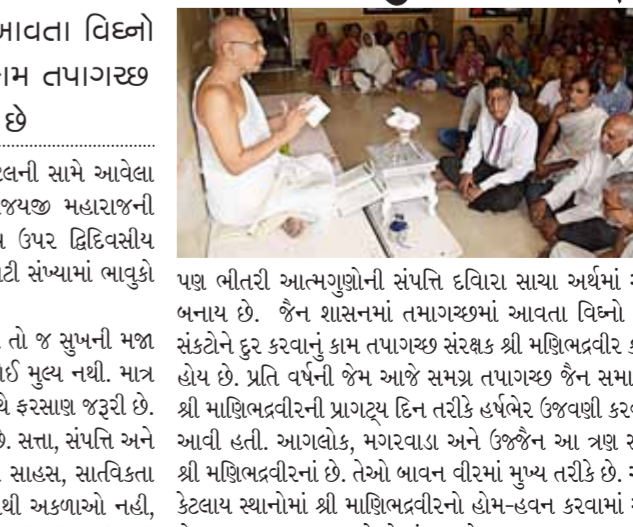 આવતા વિઘ્નો
તપાગચ્છ
છે
સામે આવેલા
મહારાજની
ઉપર દ્વિદિવસીય
સંખ્યામાં ભાવુકો
તો જ સુખની મજા
મુલ્ય નથી. માત્ર
ફરસાણ જરૂરી છે.
છે. સત્તા, સંપત્તિ અને
સાહસ, સાત્વિકતા
અકળાઓ નહી,
પણ ભીતરી આત્મગુણોની સંપત્તિ દવિારા સાચા અર્થમાં
બનાય છે. જૈન શાસનમાં તમાગચ્છમાં આવતા વિઘ્નો
સંકટોને દુર કરવાનું કામ તપાગચ્છ સંરક્ષક શ્રી મણિભદ્રવીર
હોય છે. પ્રતિ વર્ષની જેમ આજે સમગ્ર તપાગચ્છ જૈન
શ્રી માણિભદ્રવીરની પ્રાગટ્ય દિન તરીકે હર્ષભેર ઉજવણી
આવી હતી. આગલોક, મગરવાડા અને ઉજ્જૈન આ ત્રણ
શ્રી મણિભદ્રવીરનાં છે. તેઓ બાવન વીરમાં મુખ્ય તરીકે છે.
કેટલાય સ્થાનોમાં શ્રી માણિભદ્રવીરનો હોમ-હવન કરવામાં